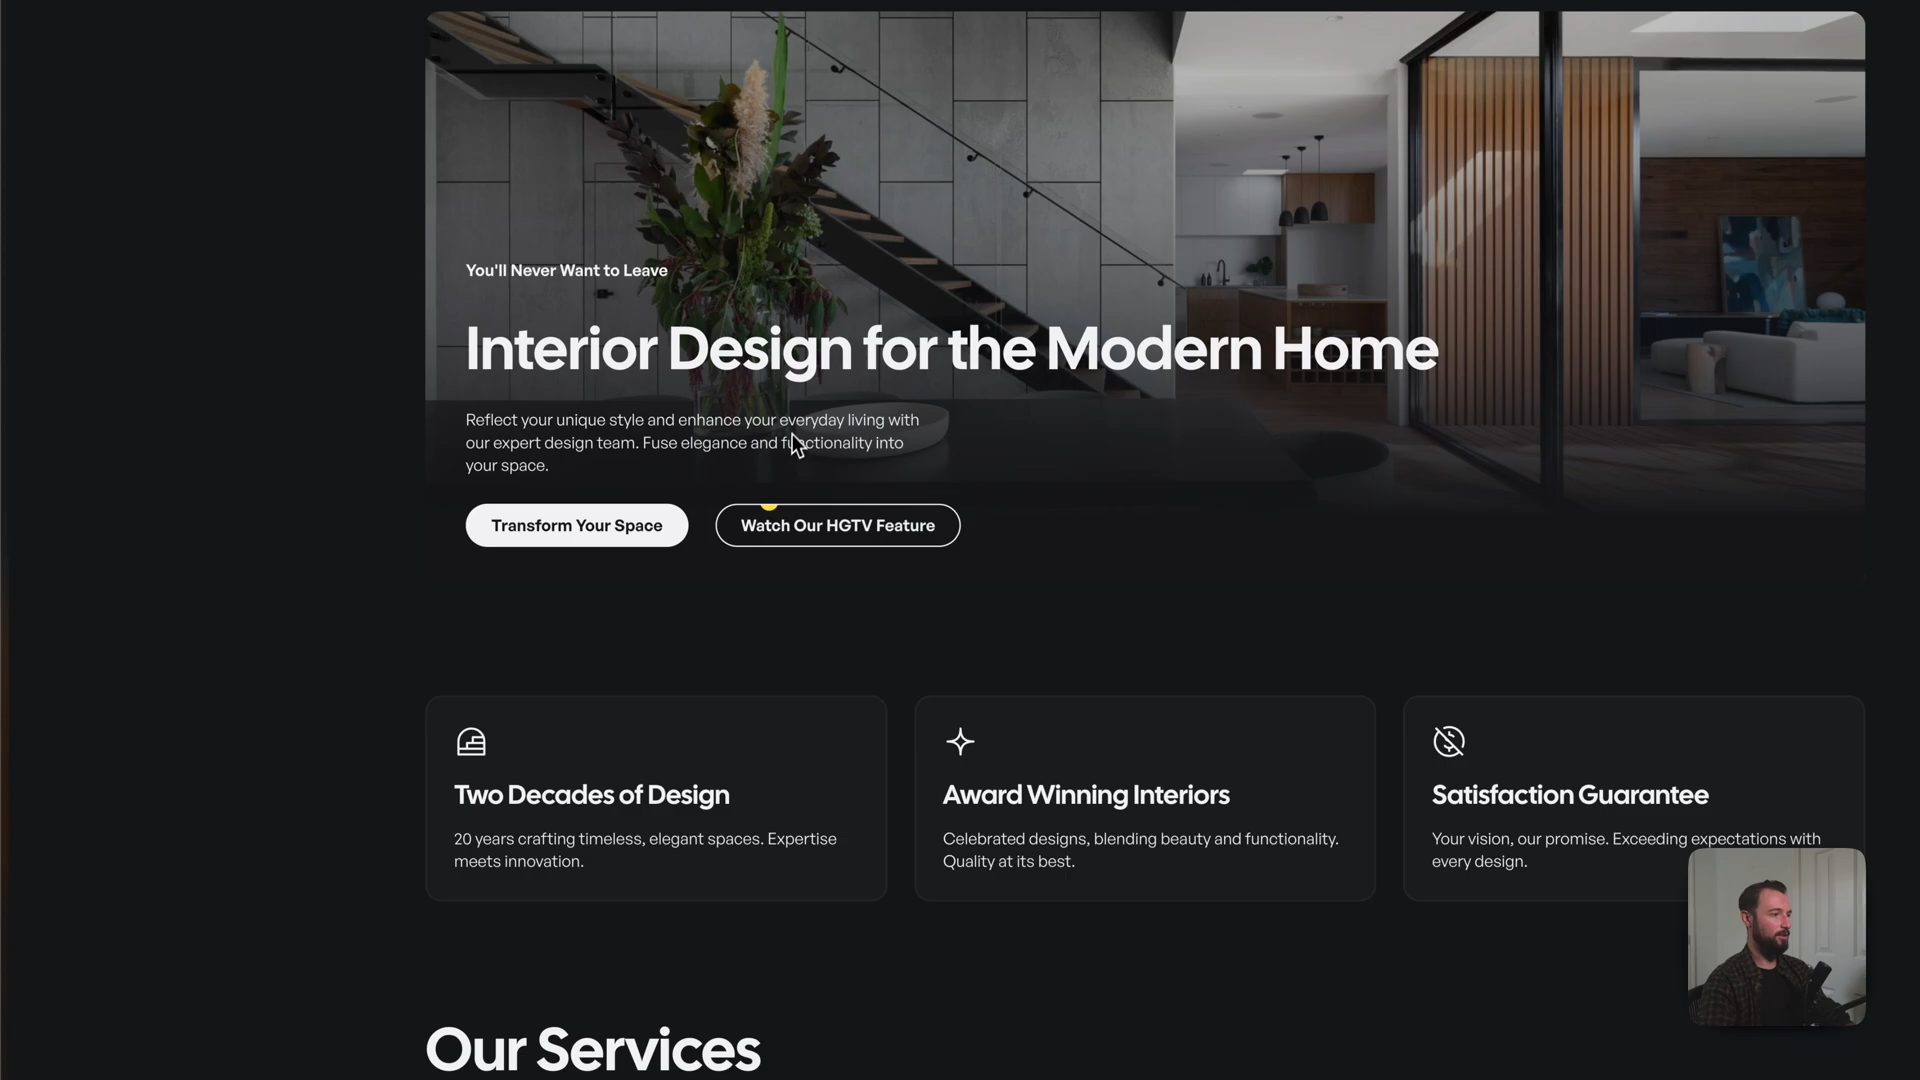 You'll Never Want to Leave
Interior Design for the Modern Home
Reflect your unique style and enhance your everyday living with
our expert design team. Fuse elegance and functionality into
your space.
Transform Your Space
Watch Our HGTV Feature
Two Decades of Design
20 years crafting timeless, elegant spaces. Expertise
meets innovation.
Award Winning Interiors
Celebrated designs, blending beauty and functionality.
Quality at its best.
Satisfaction Guarantee
Your vision, our promise. Exceeding expectations with
every design.
Our Services